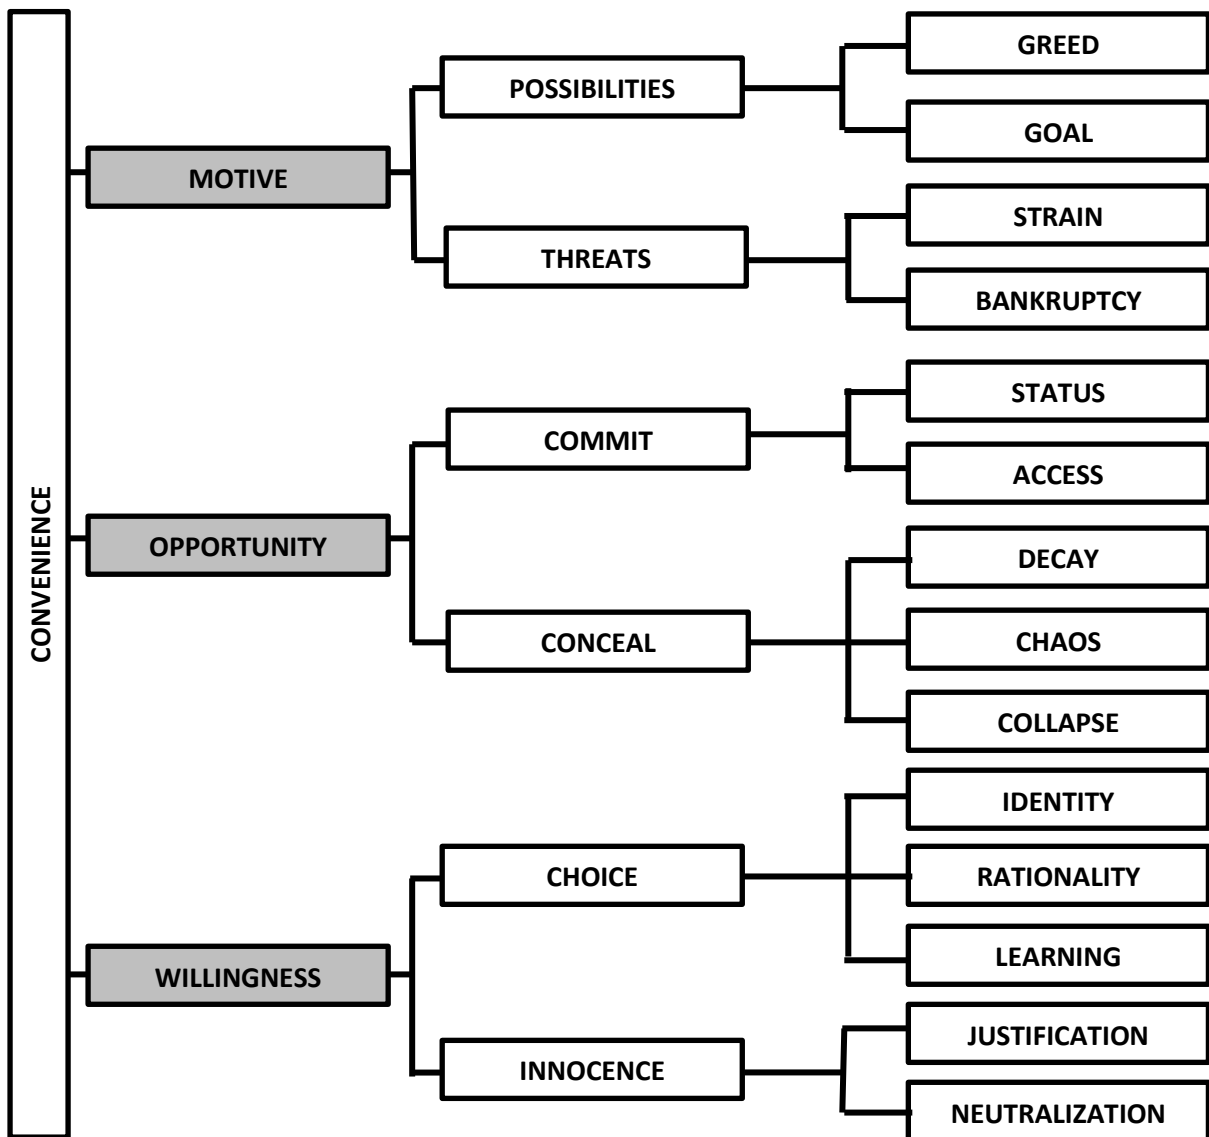 CONVENIENCE
MOTIVE
POSSIBILITIES
GREED
GOAL
THREATS
STRAIN
BANKRUPTCY
OPPORTUNITY
COMMIT
STATUS
ACCESS
CONCEAL
DECAY
CHAOS
COLLAPSE
WILLINGNESS
CHOICE
IDENTITY
RATIONALITY
LEARNING
INNOCENCE
JUSTIFICATION
NEUTRALIZATION